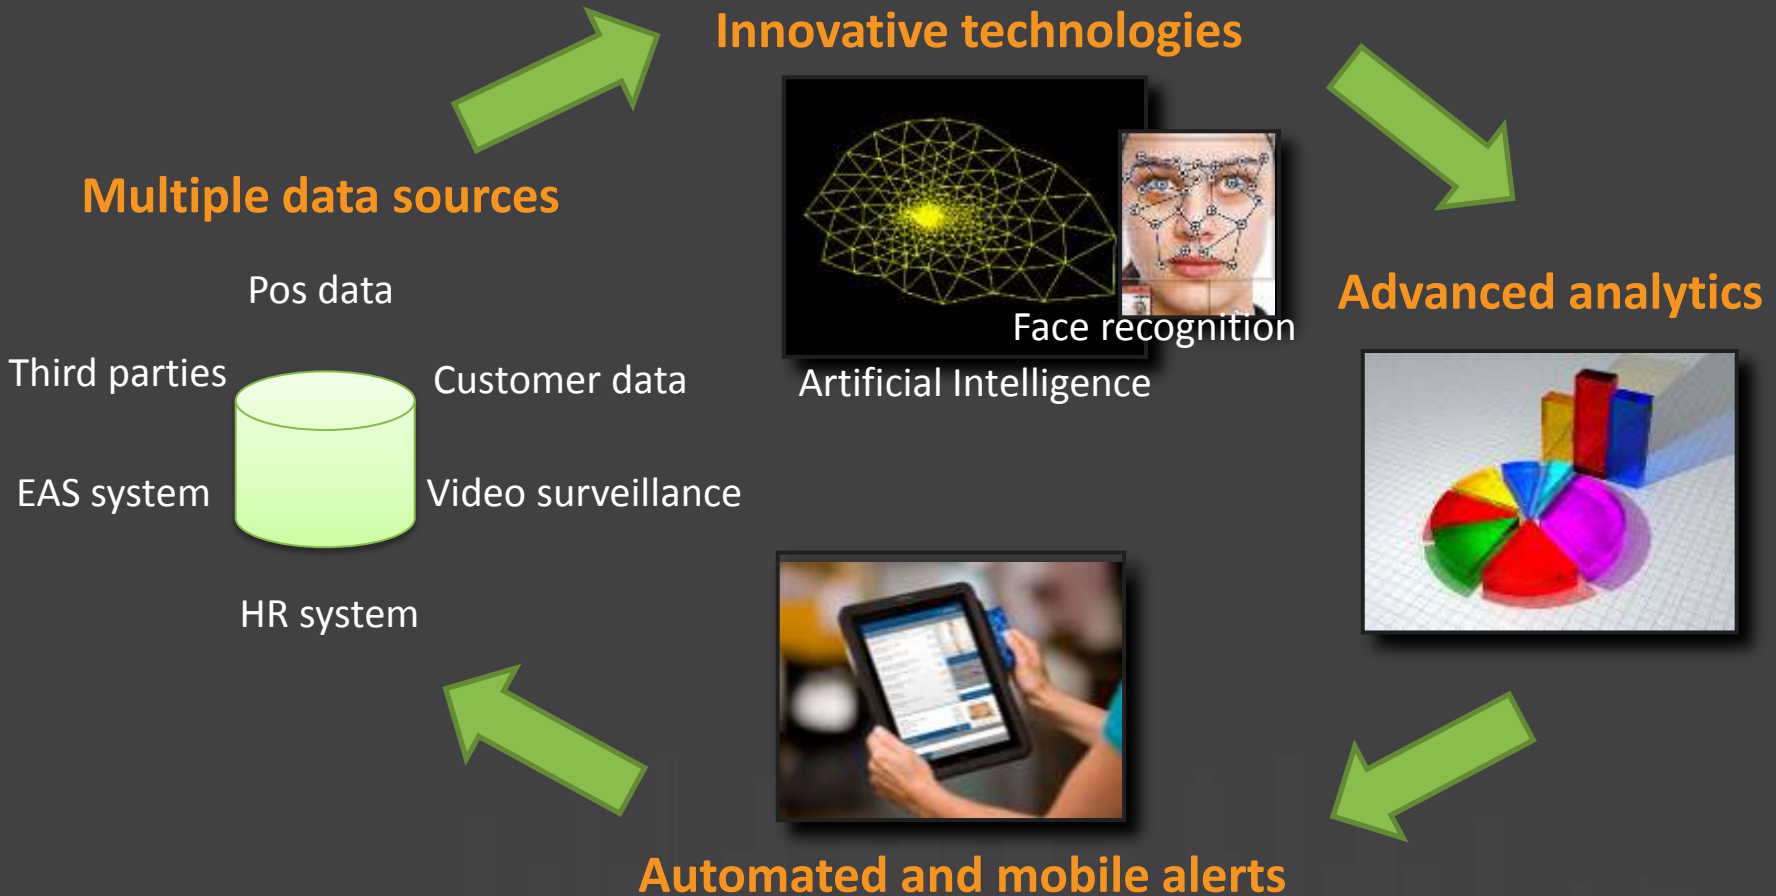 Innovative technologies
Multiple data sources
Pos data
Third parties
Customer data
EAS system
Video surveillance
HR system
Face recognition
Artificial Intelligence
Advanced analytics
Automated and mobile alerts